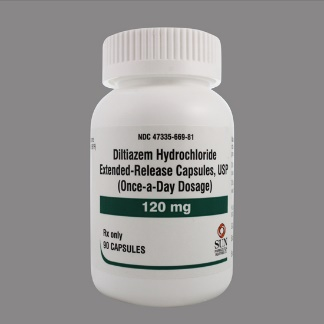 NDC 47335-669-81
Diltiazem Hydrochloride
Extended-Release Capsules, USP
(Once-a-Day Dosage)
120 mg
Rx only
90 CAPSULES
SUN